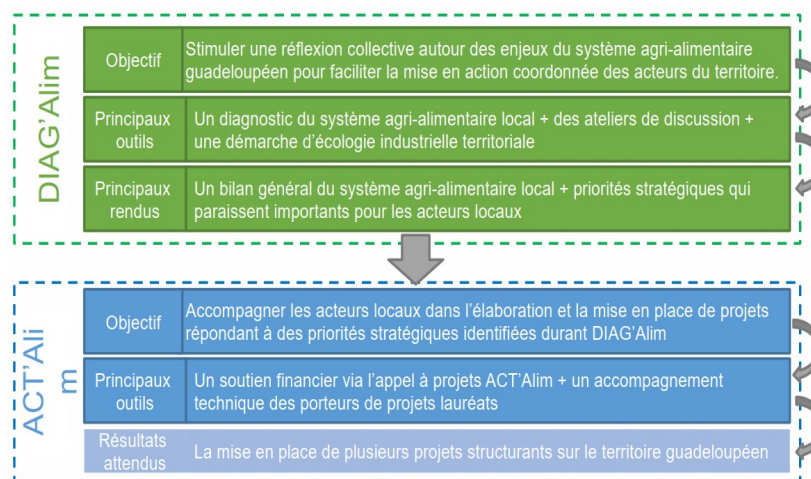 DIAG'Alim
Objectif
Stimuler une réflexion collective autour des enjeux du système agri-alimentaire
guadeloupéen pour faciliter la mise en action coordonnée des acteurs du territoire.
Principaux
outils
Un diagnostic du système agri-alimentaire local + des ateliers de discussion +
une démarche d'écologie industrielle territoriale
Principaux
rendus
Un bilan général du système agri-alimentaire local + priorités stratégiques qui
paraissent importants pour les acteurs locaux
ACT'Ali
m
Objectif
Accompagner les acteurs locaux dans l'élaboration et la mise en place de projets
répondant à des priorités stratégiques identifiées durant DIAG'Alim
Principaux
outils
Un soutien financier via l'appel à projets ACT'Alim + un accompagnement
technique des porteurs de projets lauréats
Résultats
attendus
La mise en place de plusieurs projets structurants sur le territoire guadeloupéen